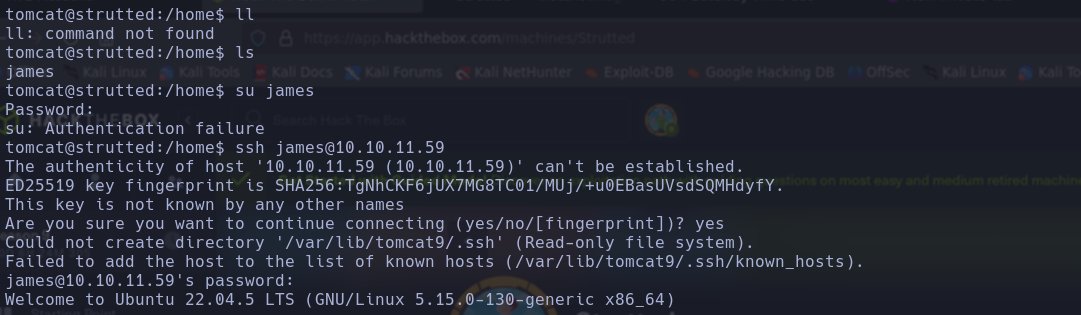 tomcat@strutted:/home$ ll
ll: command not found
https://app.hackthebox.com/machines/Strutted
tomcat@strutted:/home$ ls
james
Kali Linux Kali Tools Kali Docs Kali Forums Kali NetHunter Exploit-DB Google Hacking DB OffSec Kali Linux Kali To
tomcat@strutted:/home$ su james
Password:
HACKTHEBOX Search Hack The Box
su: Authentication failure
tomcat@strutted:/home$ ssh james@10.10.11.59
The authenticity of host '10.10.11.59 (10.10.11.59)' can't be established.
ED25519 key fingerprint is SHA256:TgNhCKF6jUX7MG8TC01/MUj/+u0EBasUVsdSQMHdyfY.
on most easy and medium retired machin
This key is not known by any other names
Are you sure you want to continue connecting (yes/no/[fingerprint])? yes
Could not create directory '/var/lib/tomcat9/.ssh' (Read-only file system).
Failed to add the host to the list of known hosts (/var/lib/tomcat9/.ssh/known_hosts).
james@10.10.11.59's password:
Welcome to Ubuntu 22.04.5 LTS (GNU/Linux 5.15.0-130-generic x86_64)
Starting Point